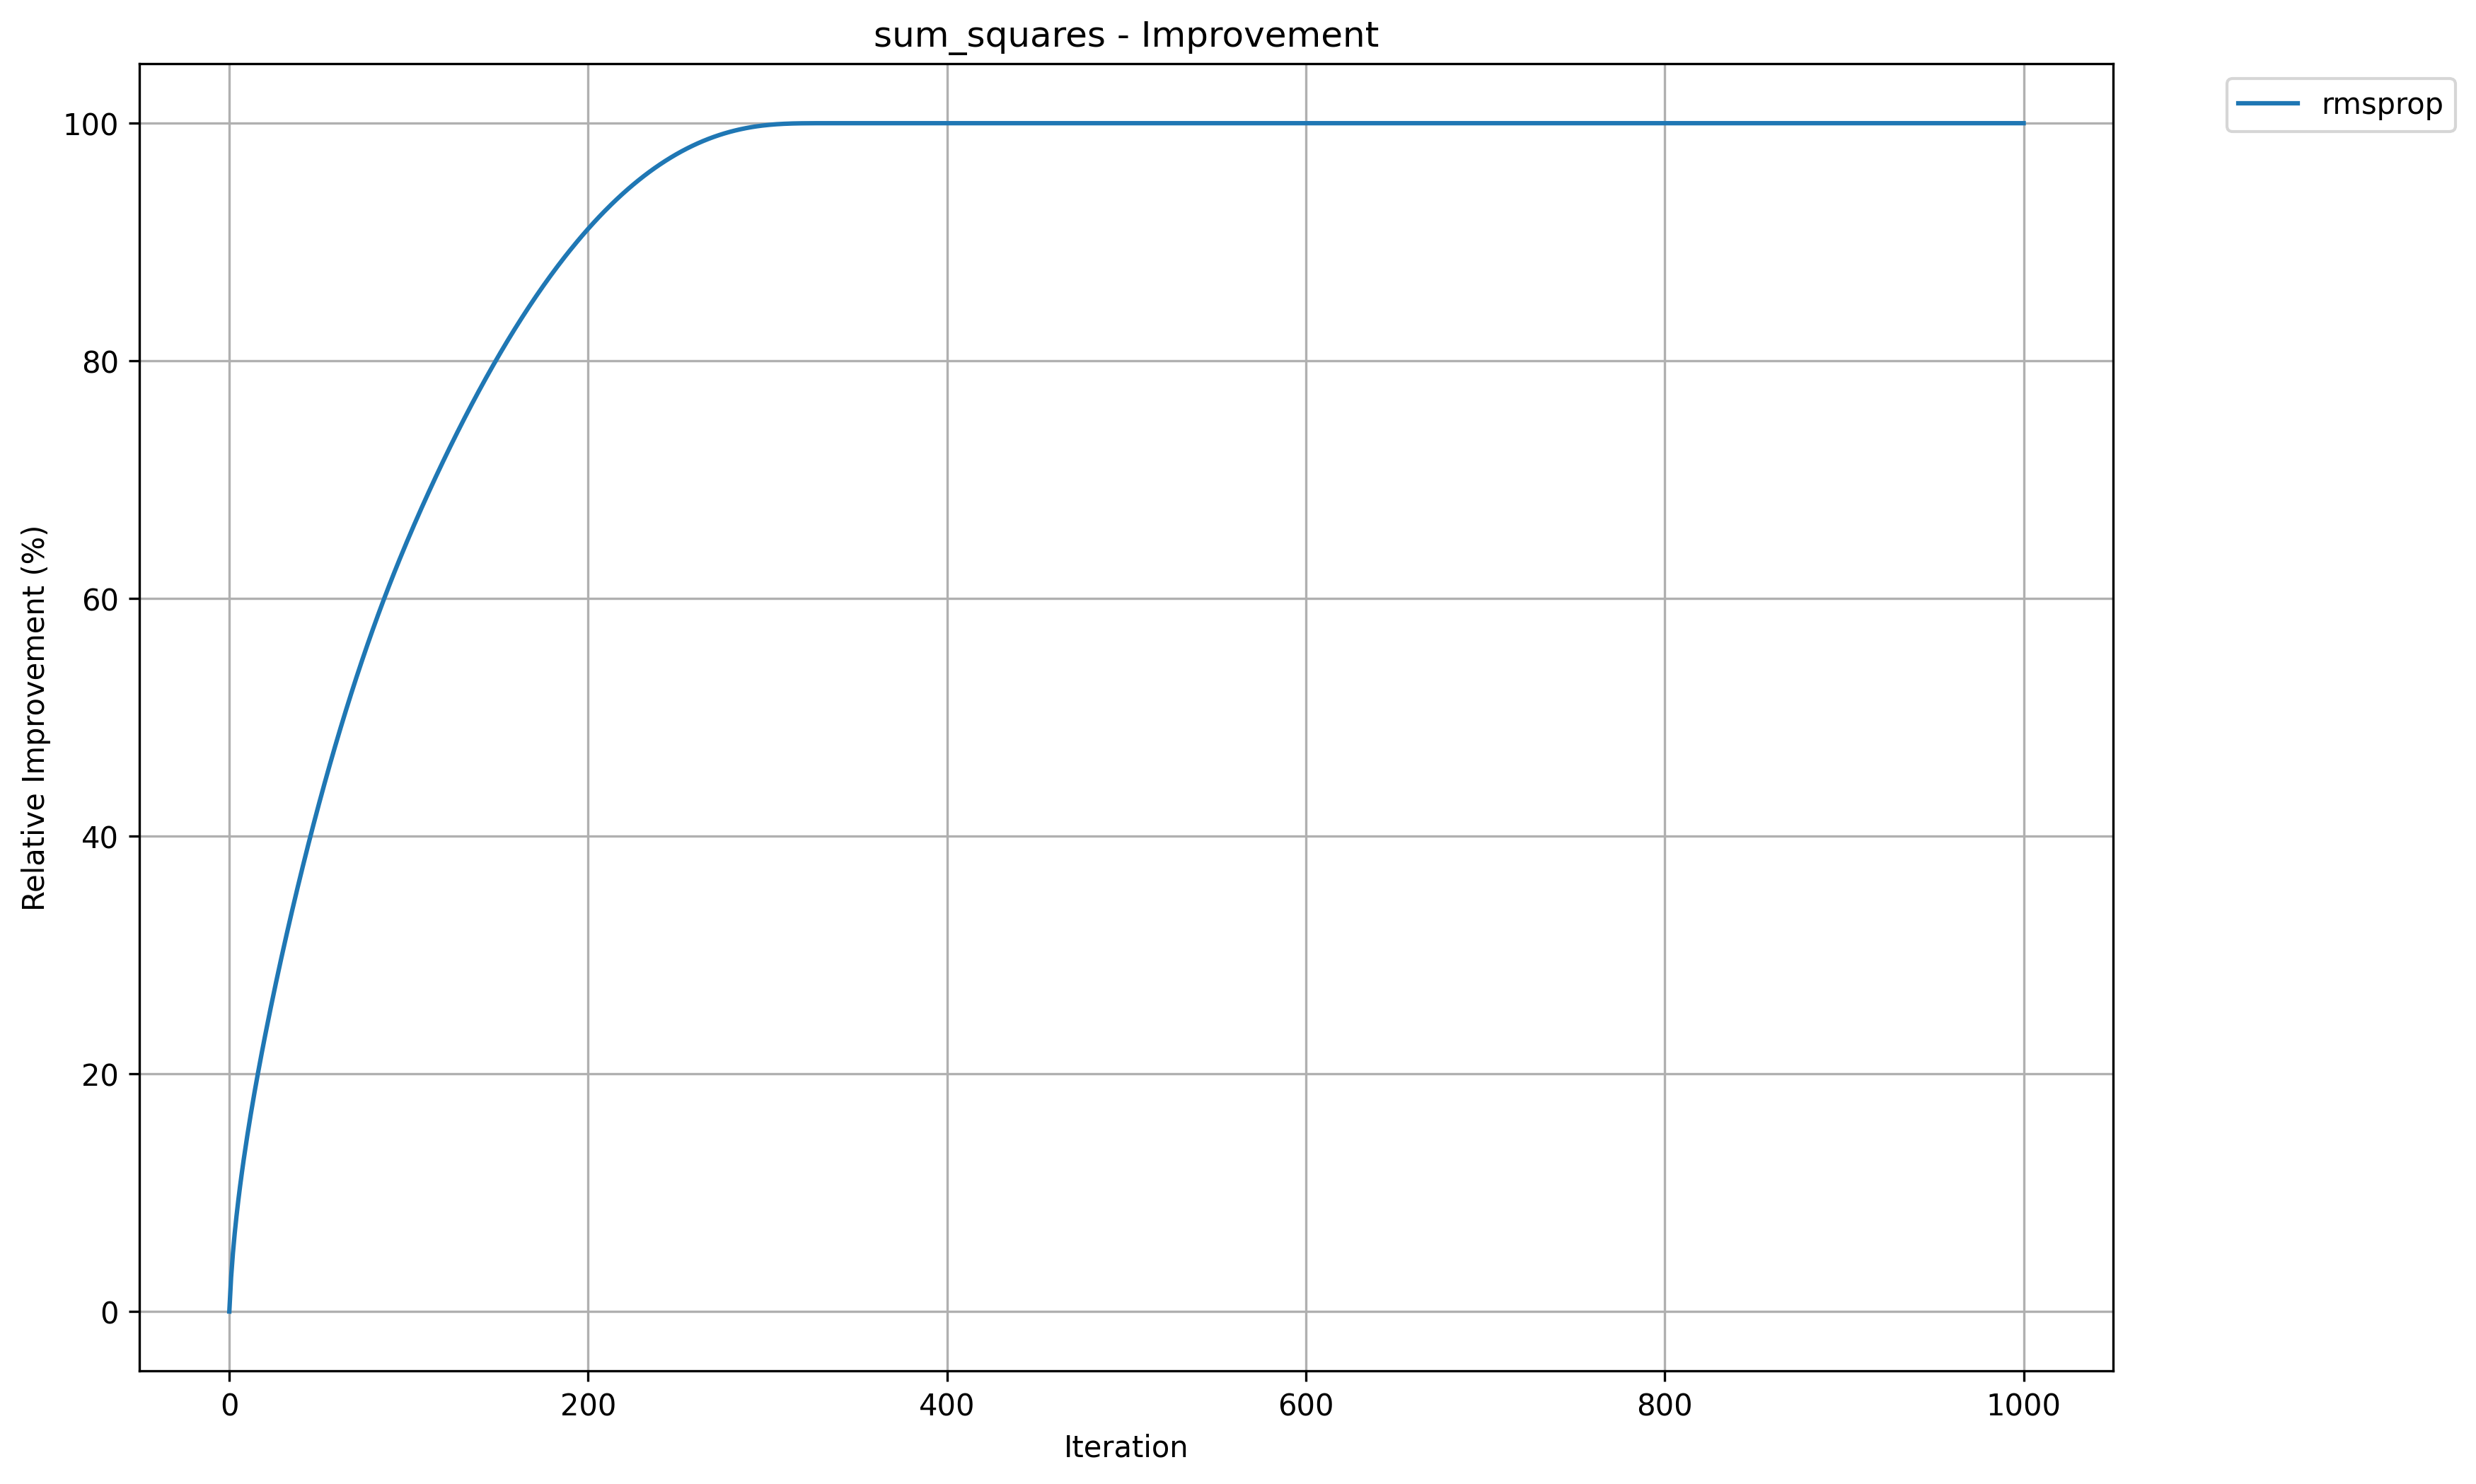 sum_squares - Improvement
rmsprop
Relative Improvement (%)
100
80
60
40
20
0
0 200 400 600 800 1000
Iteration